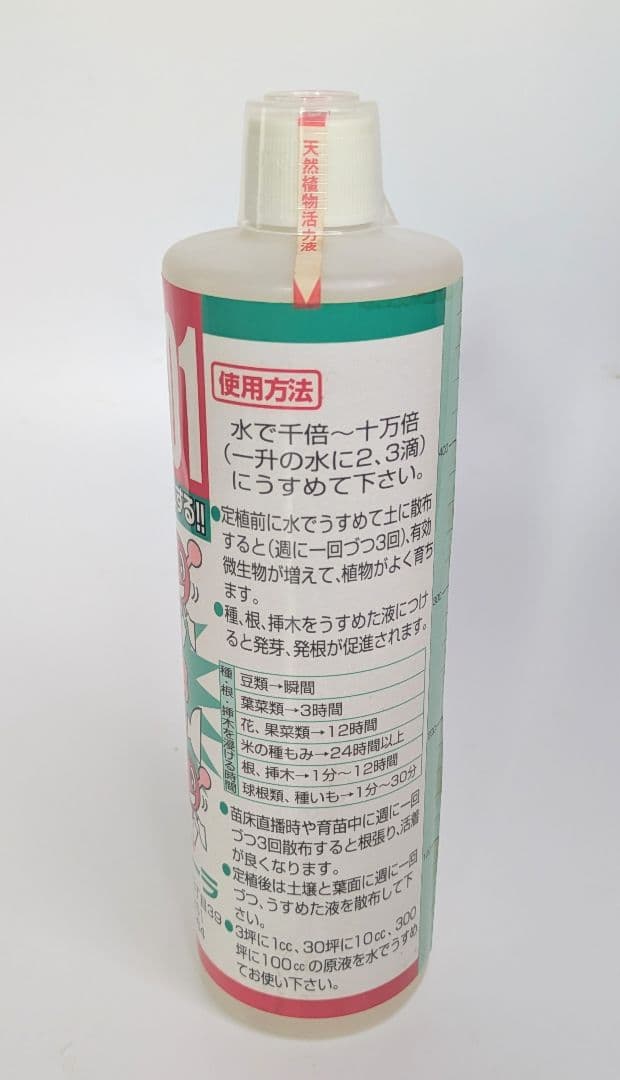 天然植物活力液
01
する!!
使用方法
水で千倍～十万倍
(一升の水に2、3滴)
にうすめて下さい。
●定植前に水でうすめて土に散布
すると(週に一回づつ3回)、有効
微生物が増えて、植物がよく育ち
ます。
●種、根、挿木をうすめた液につけ
ると発芽、発根が促進されます。
種・根・挿木を浸ける時間
豆類→瞬間
葉菜類→3時間
花、果菜類→12時間
米の種もみ→24時間以上
根、挿木→1分～12時間
球根類、種いも→1分～30分
●苗床直播時や育苗中に週に一回
づつ3回散布すると根張り、活着
が良くなります。
●定植後は土壌と葉面に週に一回
づつ、うすめた液を散布して下
さい。
●3坪に1cc、30坪に10cc、300
坪に100ccの原液を水でうすめ
てお使い下さい。
ラ
39
400
300